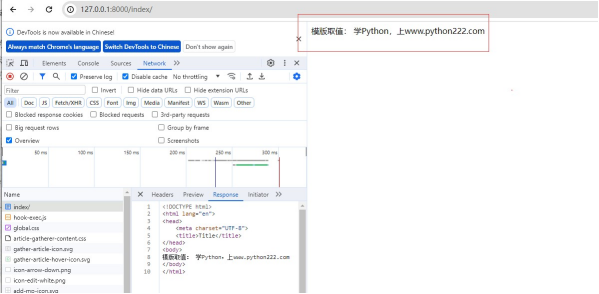 127.0.0.1:8000/index/
模版取值： 学Python，上www.python222.com
DevTools is now available in Chinese!
Always match Chrome's language Switch DevTools to Chinese Don't show again
Elements Console Sources Network
Preserve log Disable cache No throttling
Filter Invert Hide data URLs Hide extension URLs
All Doc JS Fetch/XHR CSS Font Img Media Manifest WS Wasm Other
Blocked response cookies Blocked requests 3rd-party requests
Big request rows Group by frame
Overview Screenshots
50 ms 100 ms 150 ms 200 ms 250 ms 300 ms
Name Headers Preview Response Initiator
index/
hook-exec.js
global.css
article-gatherer-content.css
gather-article-icon.svg
gather-article-hover-icon.svg
icon-arrow-down.png
icon-edit-white.png
add-mo-icon.svg
1 <!DOCTYPE html>
2 <html lang="en">
3 <head>
4 <meta charset="UTF-8">
5 <title>Title</title>
6 </head>
7 <body>
8 模版取值： 学Python，上www.python222.com
9 </body>
10 </html>